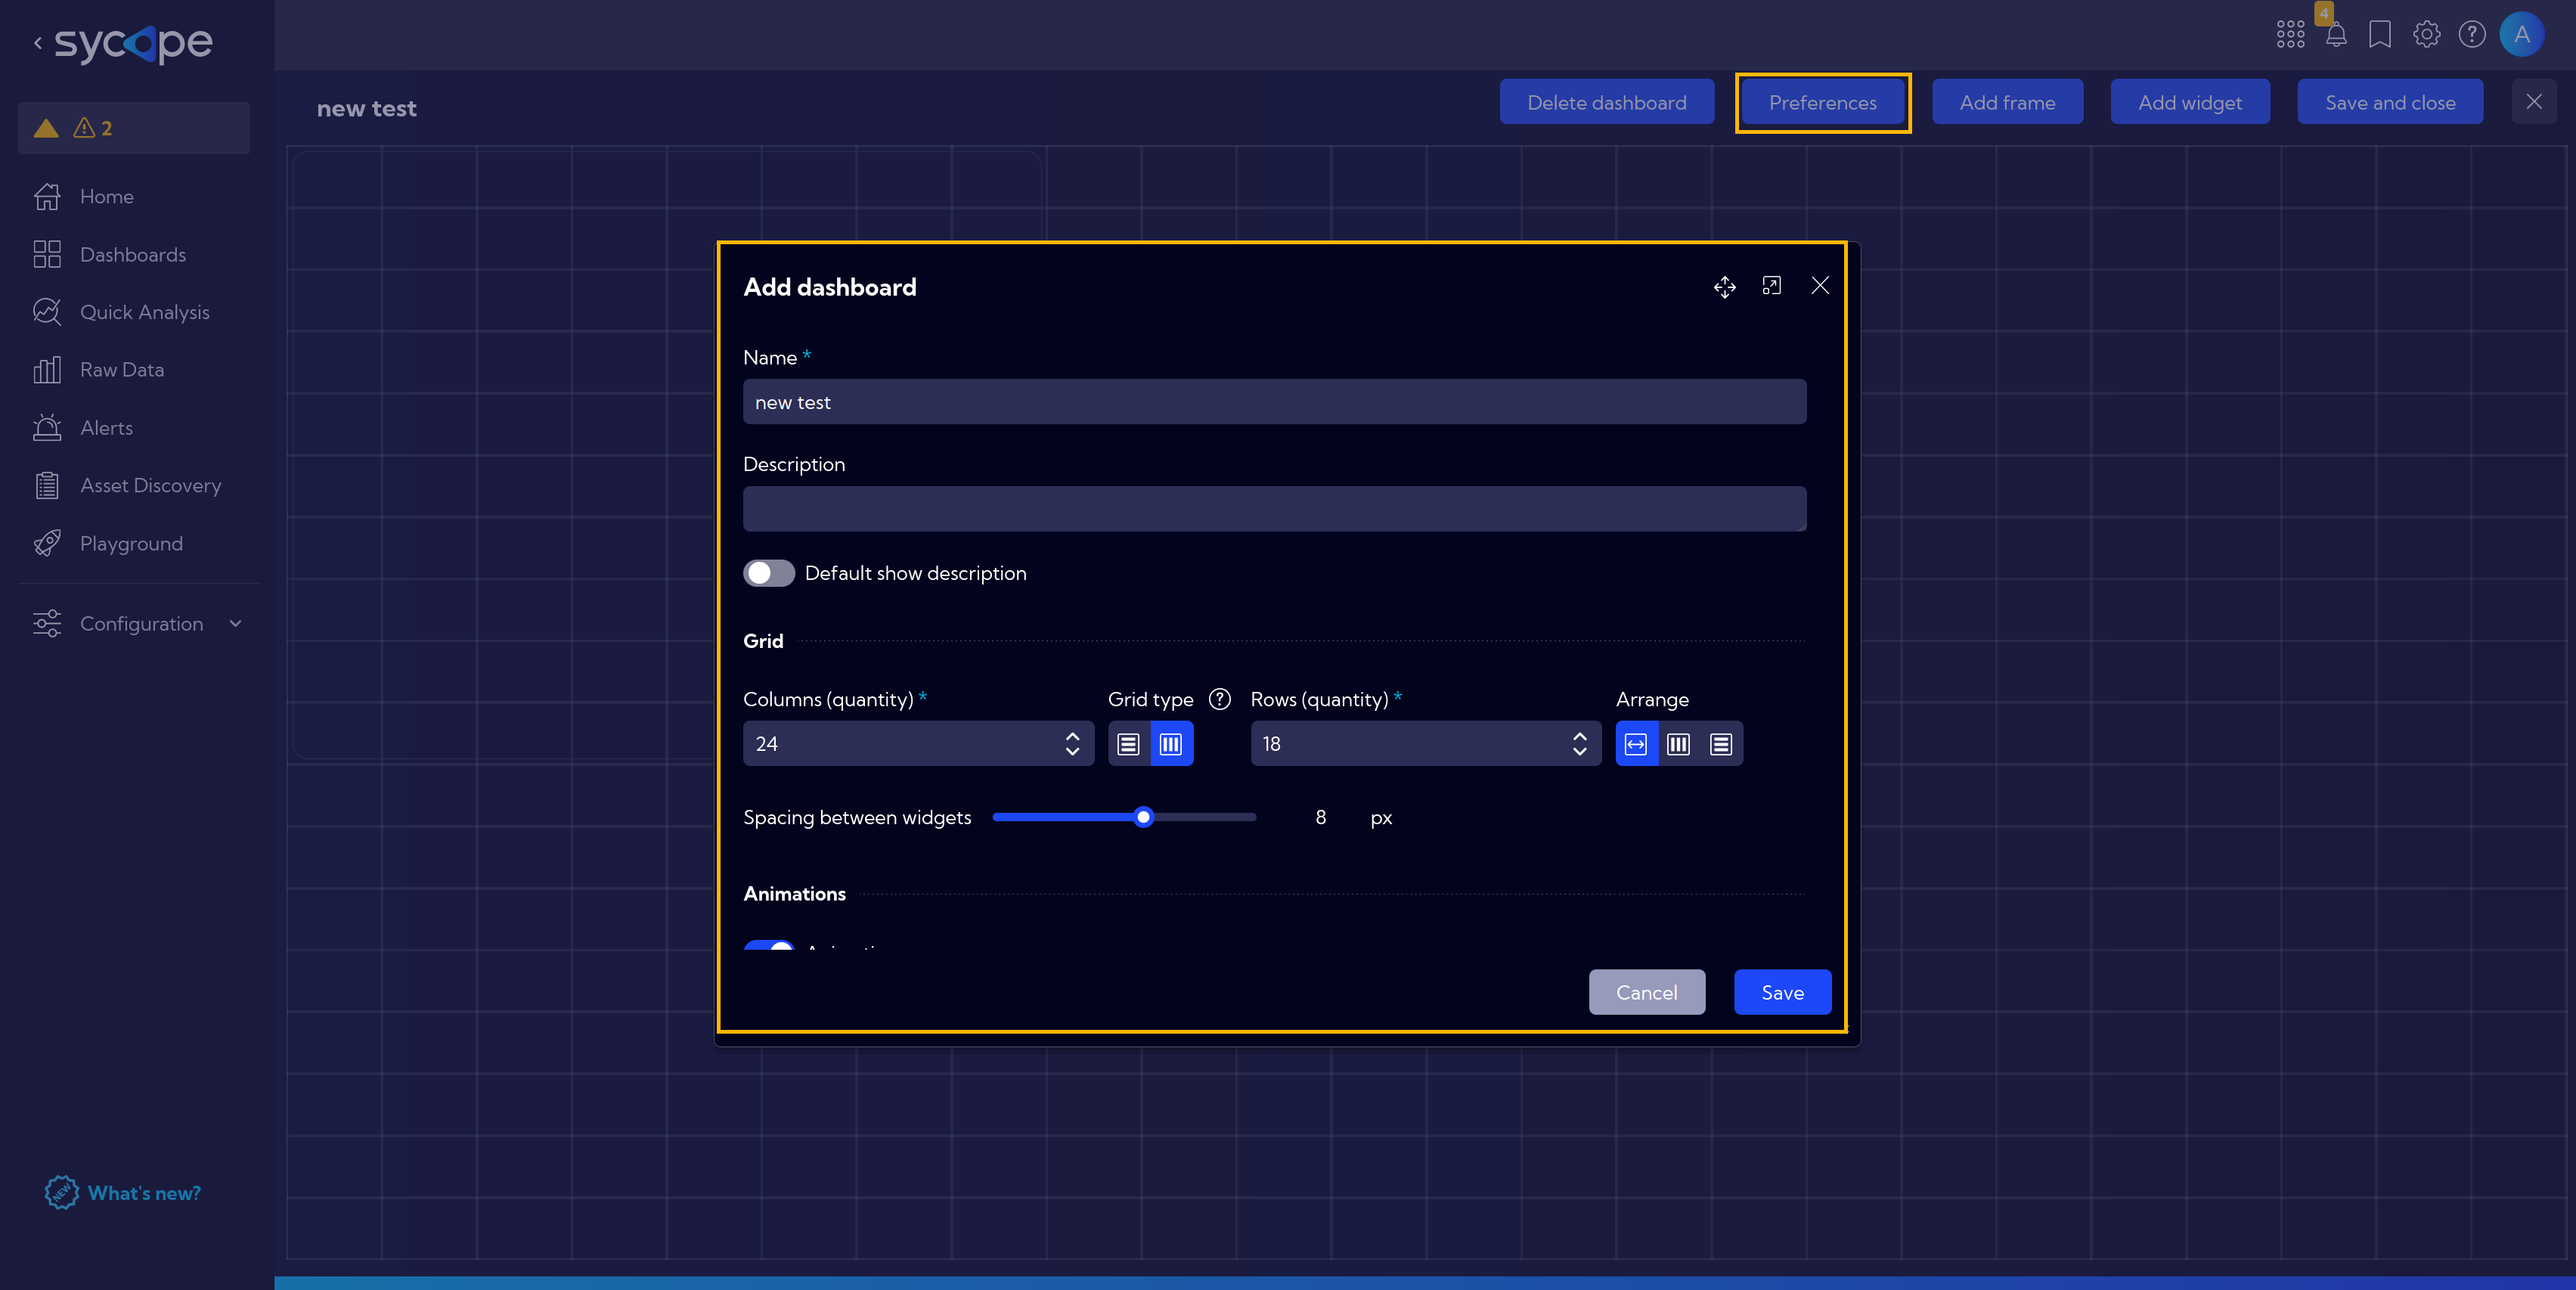 sycope
4
A
new test
Delete dashboard
Preferences
Add frame
Add widget
Save and close
2
Home
Dashboards
Quick Analysis
Raw Data
Alerts
Asset Discovery
Playground
Configuration
NEW What's new?
Add dashboard
Name *
new test
Description
Default show description
Grid
Columns (quantity) *
Grid type ?
Rows (quantity) *
Arrange
24
18
Spacing between widgets 8 px
Animations
Cancel
Save